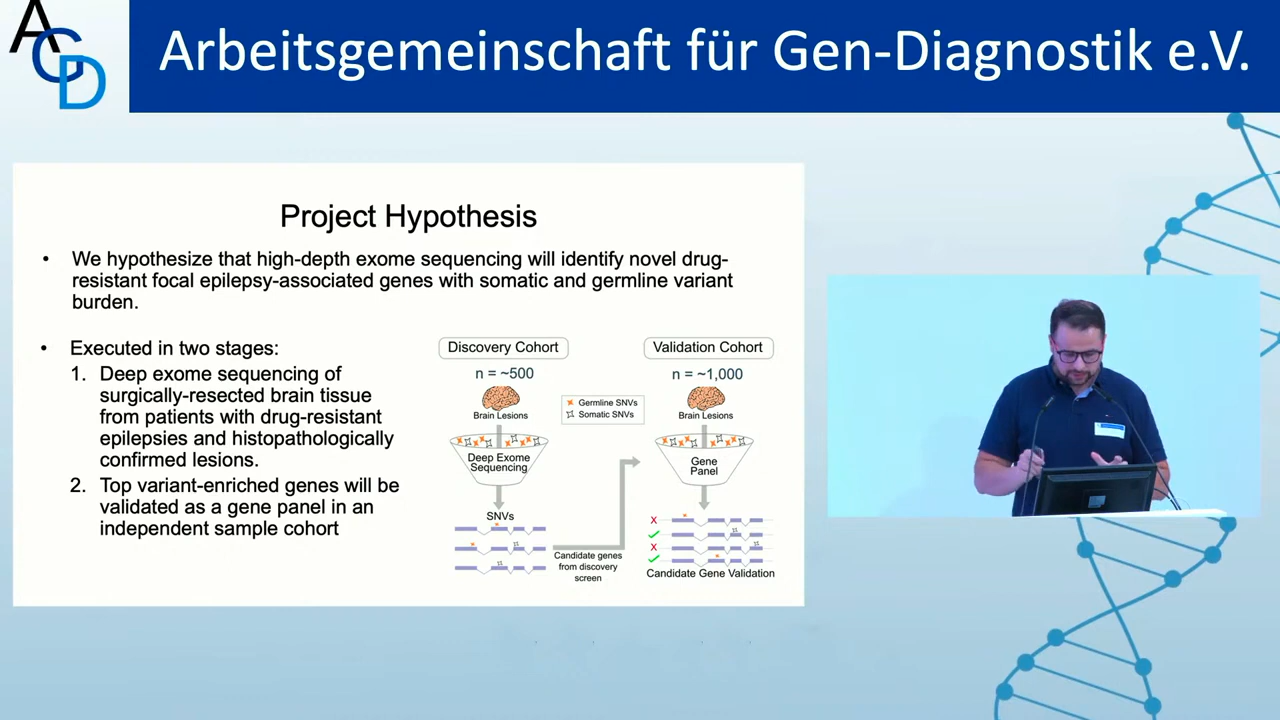 AGD
Arbeitsgemeinschaft für Gen-Diagnostik e.V.
Project Hypothesis
• We hypothesize that high-depth exome sequencing will identify novel drug-
resistant focal epilepsy-associated genes with somatic and germline variant
burden.
• Executed in two stages:
1. Deep exome sequencing of
surgically-resected brain tissue
from patients with drug-resistant
epilepsies and histopathologically
confirmed lesions.
2. Top variant-enriched genes will be
validated as a gene panel in an
independent sample cohort
Discovery Cohort
n = ~500
Brain Lesions
Deep Exome
Sequencing
SNVs
Germline SNVs
Somatic SNVs
Candidate genes
from discovery
screen
Validation Cohort
n = ~1,000
Brain Lesions
Gene
Panel
X
X
Candidate Gene Validation